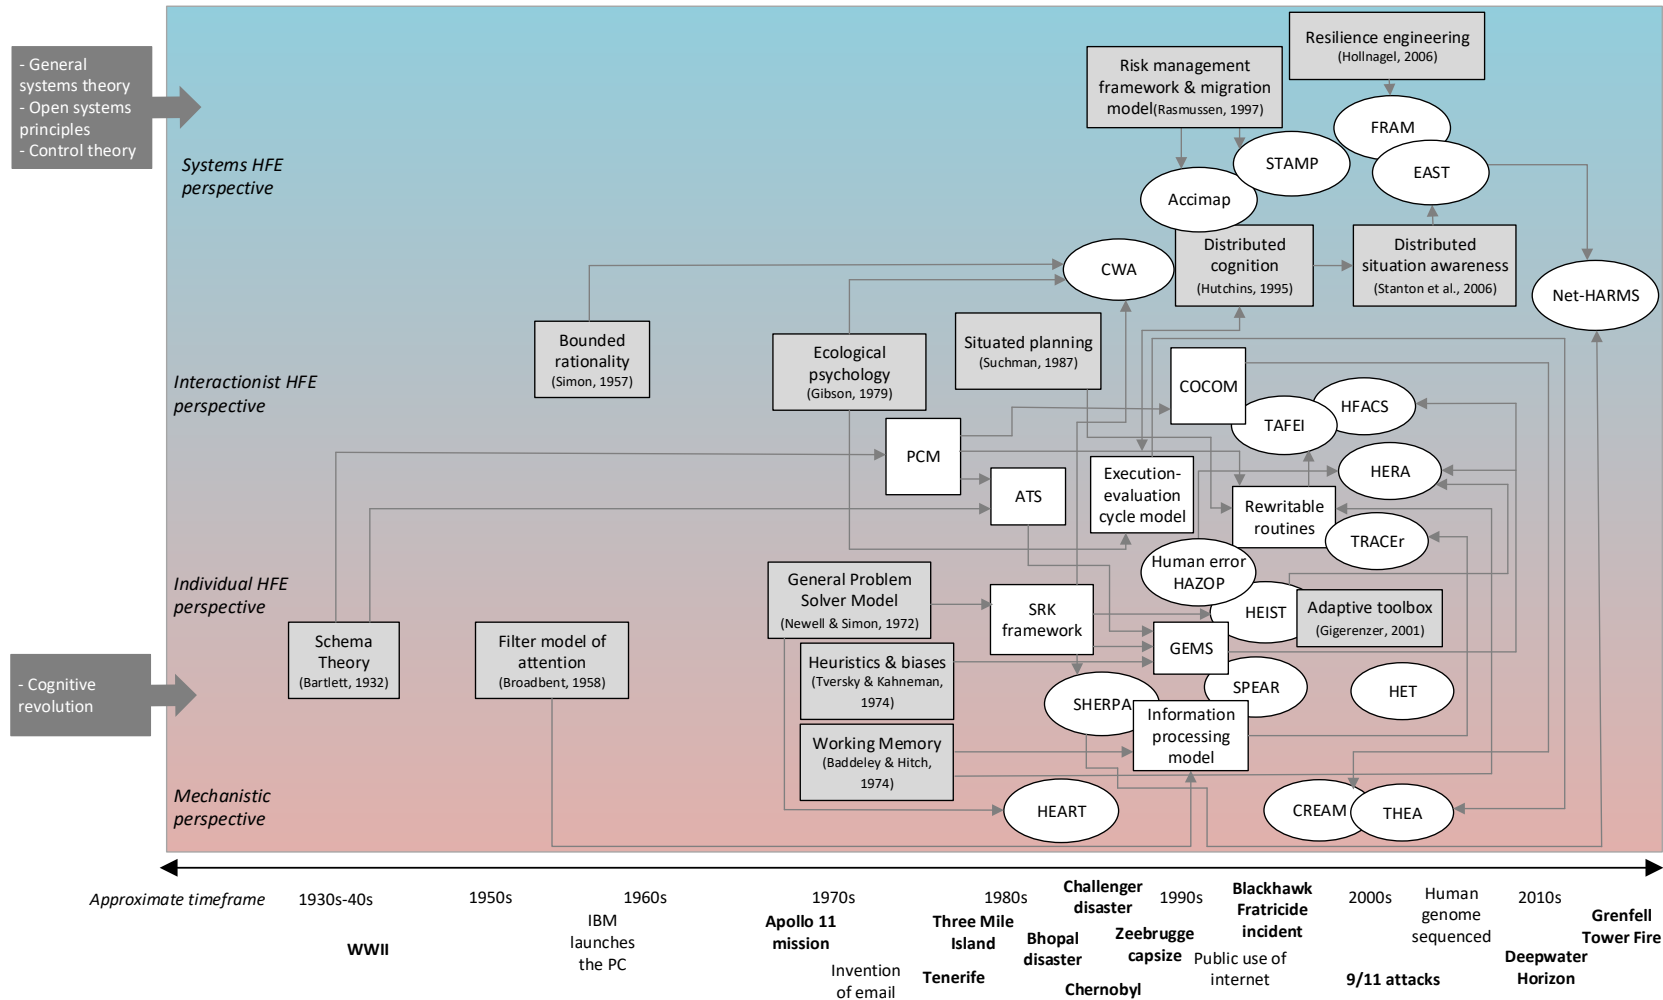 - General
systems theory
- Open systems
principles
- Control theory
Systems HFE
perspective
Resilience engineering
(Hollnagel, 2006)
Risk management
framework & migration
model(Rasmussen, 1997)
FRAM
STAMP
EAST
Accimap
Distributed
cognition
(Hutchins, 1995)
Distributed
situation awareness
(Stanton et al., 2006)
CWA
Net-HARMS
Interactionist HFE
perspective
Bounded
rationality
(Simon, 1957)
Ecological
psychology
(Gibson, 1979)
Situated planning
(Suchman, 1987)
COCOM
HFACS
TAFEI
PCM
ATS
Execution-
evaluation
cycle model
HERA
Rewritable
routines
TRACEr
Individual HFE
perspective
Human error
HAZOP
General Problem
Solver Model
(Newell & Simon, 1972)
SRK
framework
HEIST
Adaptive toolbox
(Gigerenzer, 2001)
- Cognitive
revolution
Schema
Theory
(Bartlett, 1932)
Filter model of
attention
(Broadbent, 1958)
Heuristics & biases
(Tversky & Kahneman,
1974)
GEMS
SPEAR
HET
SHERPA
Information
processing
model
Working Memory
(Baddeley & Hitch,
1974)
Mechanistic
perspective
HEART
CREAM
THEA
Approximate timeframe
1930s-40s
1950s
1960s
1970s
1980s
1990s
2000s
2010s
WWII
IBM
launches
the PC
Apollo 11
mission
Invention
of email
Three Mile
Island
Tenerife
Challenger
disaster
Bhopal
disaster
Chernobyl
Zeebrugge
capsize
Blackhawk
Fratricide
incident
Public use of
internet
9/11 attacks
Human
genome
sequenced
Deepwater
Horizon
Grenfell
Tower Fire